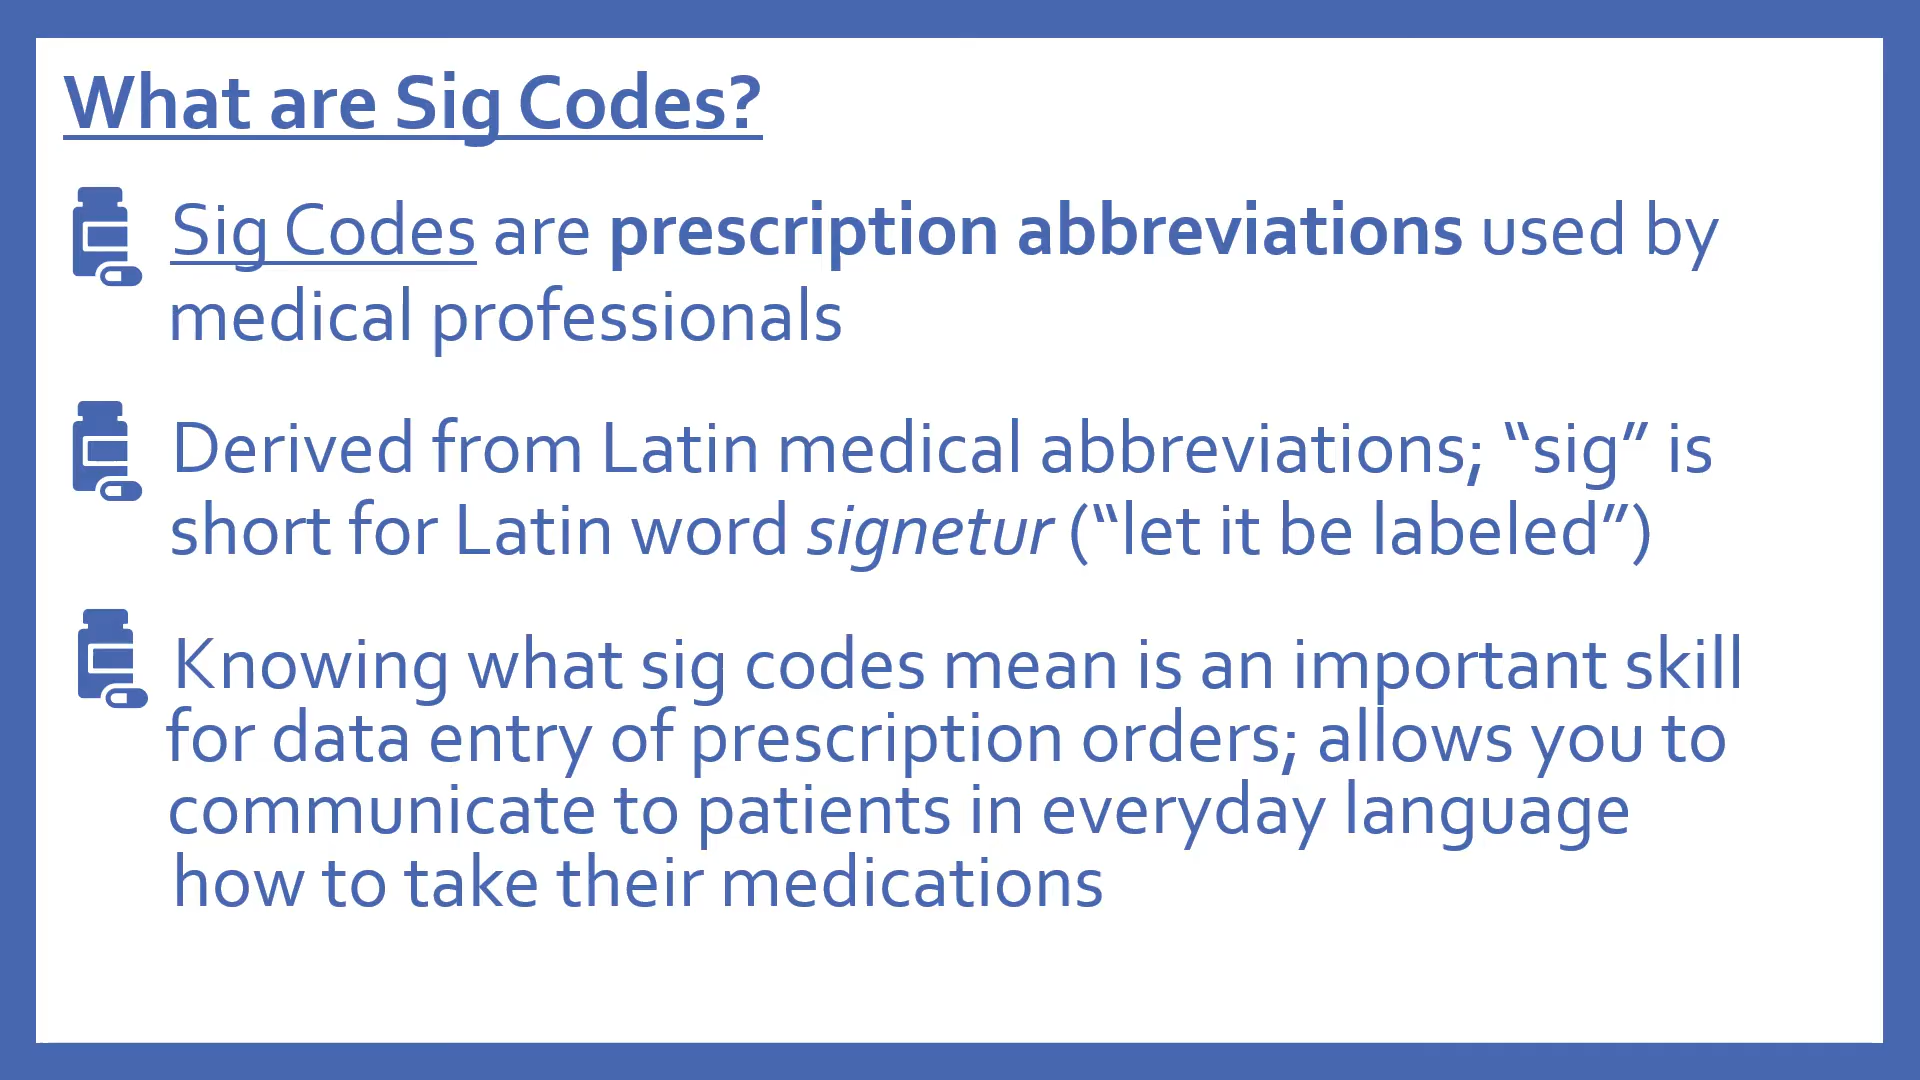 What are Sig Codes?
Sig Codes are prescription abbreviations used by
medical professionals
Derived from Latin medical abbreviations; “sig” is
short for Latin word signetur (“let it be labeled”)
Knowing what sig codes mean is an important skill
for data entry of prescription orders; allows you to
communicate to patients in everyday language
how to take their medications